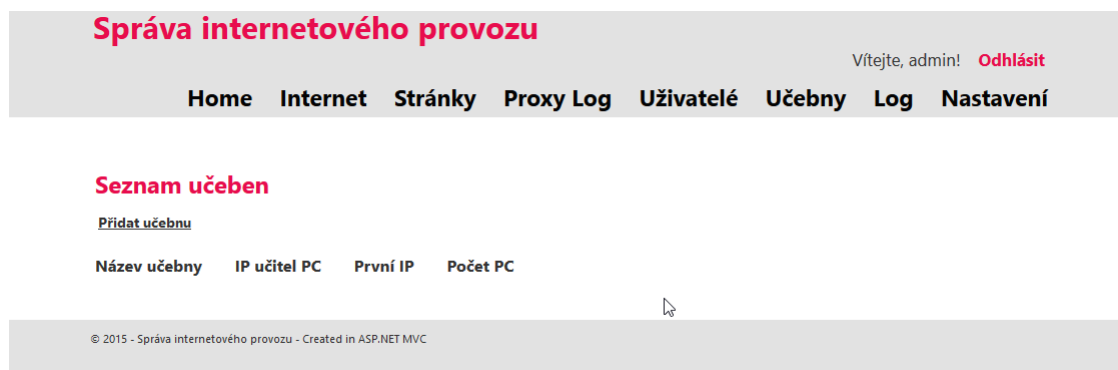 Správa internetového provozu
Vítejte, admin! Odhlásit
Home Internet Stránky Proxy Log Uživatelé Učebny Log Nastavení
Seznam učeben
Přidat učebnu
Název učebny IP učitel PC První IP Počet PC
© 2015 - Správa internetového provozu - Created in ASP.NET MVC